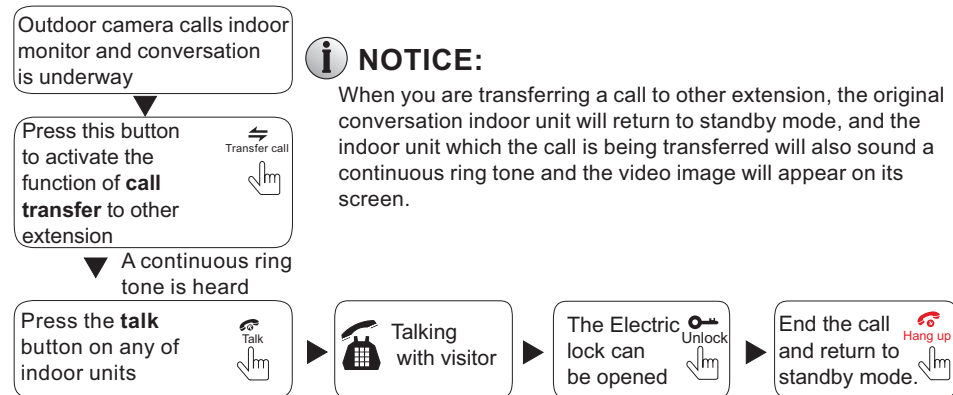 Outdoor camera calls indoor
monitor and conversation
is underway
i NOTICE:
When you are transferring a call to other extension, the original
conversation indoor unit will return to standby mode, and the
indoor unit which the call is being transferred will also sound a
continuous ring tone and the video image will appear on its
screen.
Press this button
to activate the
function of call
transfer to other
extension
Transfer call
A continuous ring
tone is heard
Press the talk
button on any of
indoor units
Talk
Talking
with visitor
The Electric
lock can
be opened
Unlock
End the call
and return to
standby mode.
Hang up